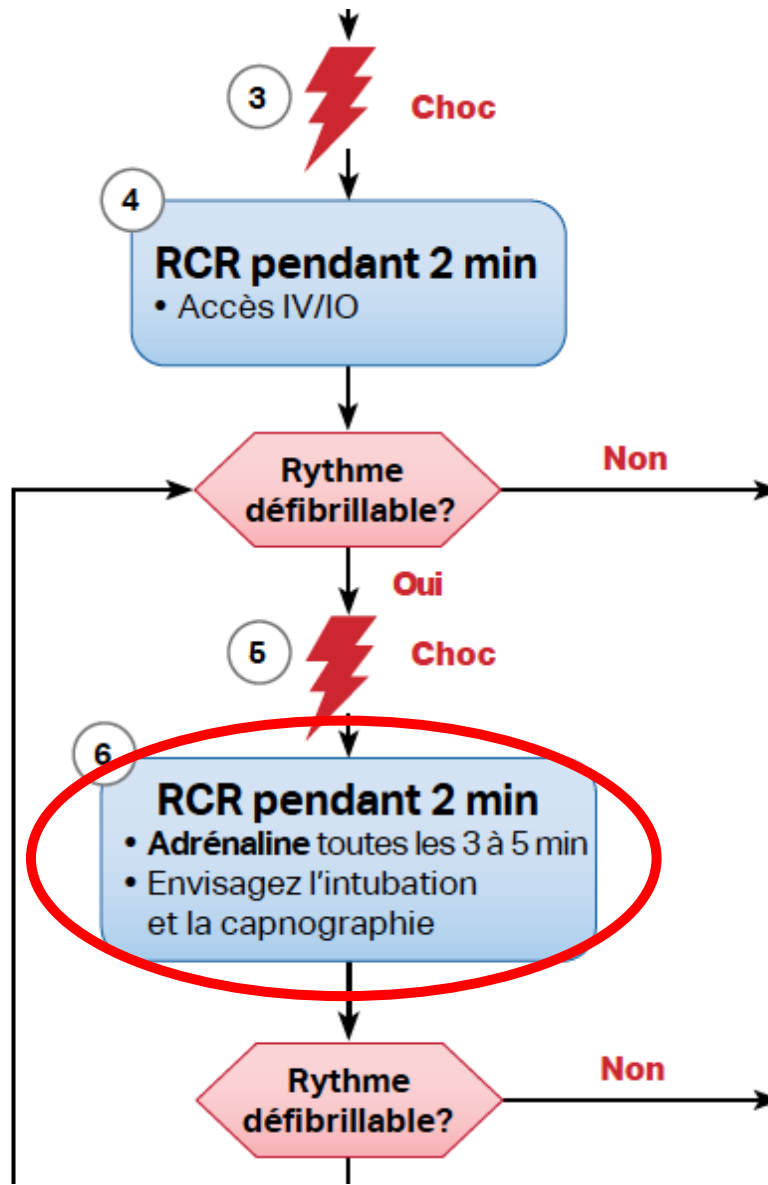 3
Choc
4
RCR pendant 2 min
• Accès IV/IO
Rythme
défibrillable?
Non
Oui
5
Choc
6
RCR pendant 2 min
• Adrénaline toutes les 3 à 5 min
• Envisagez l'intubation
et la capnographie
Rythme
défibrillable?
Non